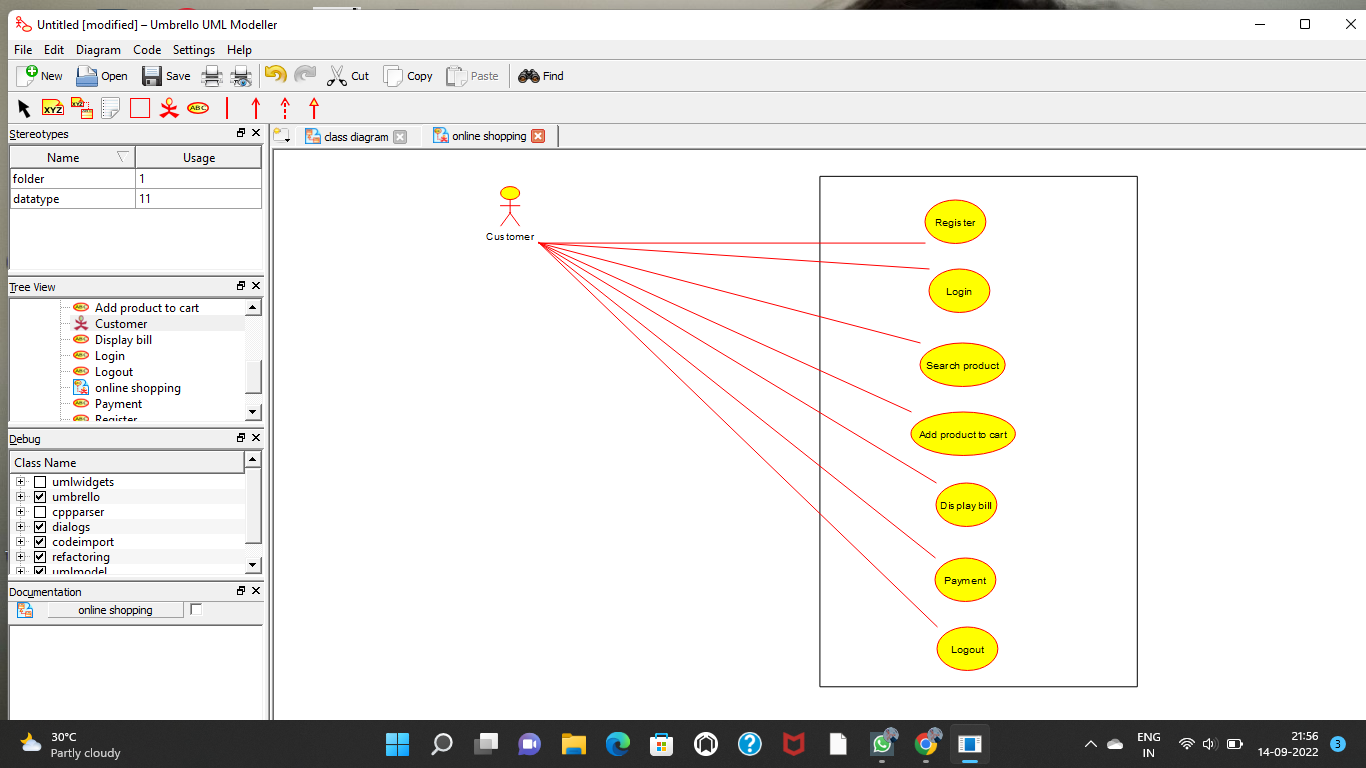 Untitled [modified] – Umbrello UML Modeller
File Edit Diagram Code Settings Help
New Open Save Cut Copy Paste Find
XYZ XYZ ABC
Stereotypes
class diagram online shopping
Name Usage
folder 1
datatype 11
Tree View
Add product to cart
Customer
Display bill
Login
Logout
online shopping
Payment
Register
Debug
Class Name
umlwidgets
umbrello
cppparser
dialogs
codeimport
refactoring
umlmodel
Documentation
online shopping
Customer
Register
Login
Search product
Add product to cart
Display bill
Payment
Logout
30°C
Partly cloudy
ENG
IN
21:56
14-09-2022
3